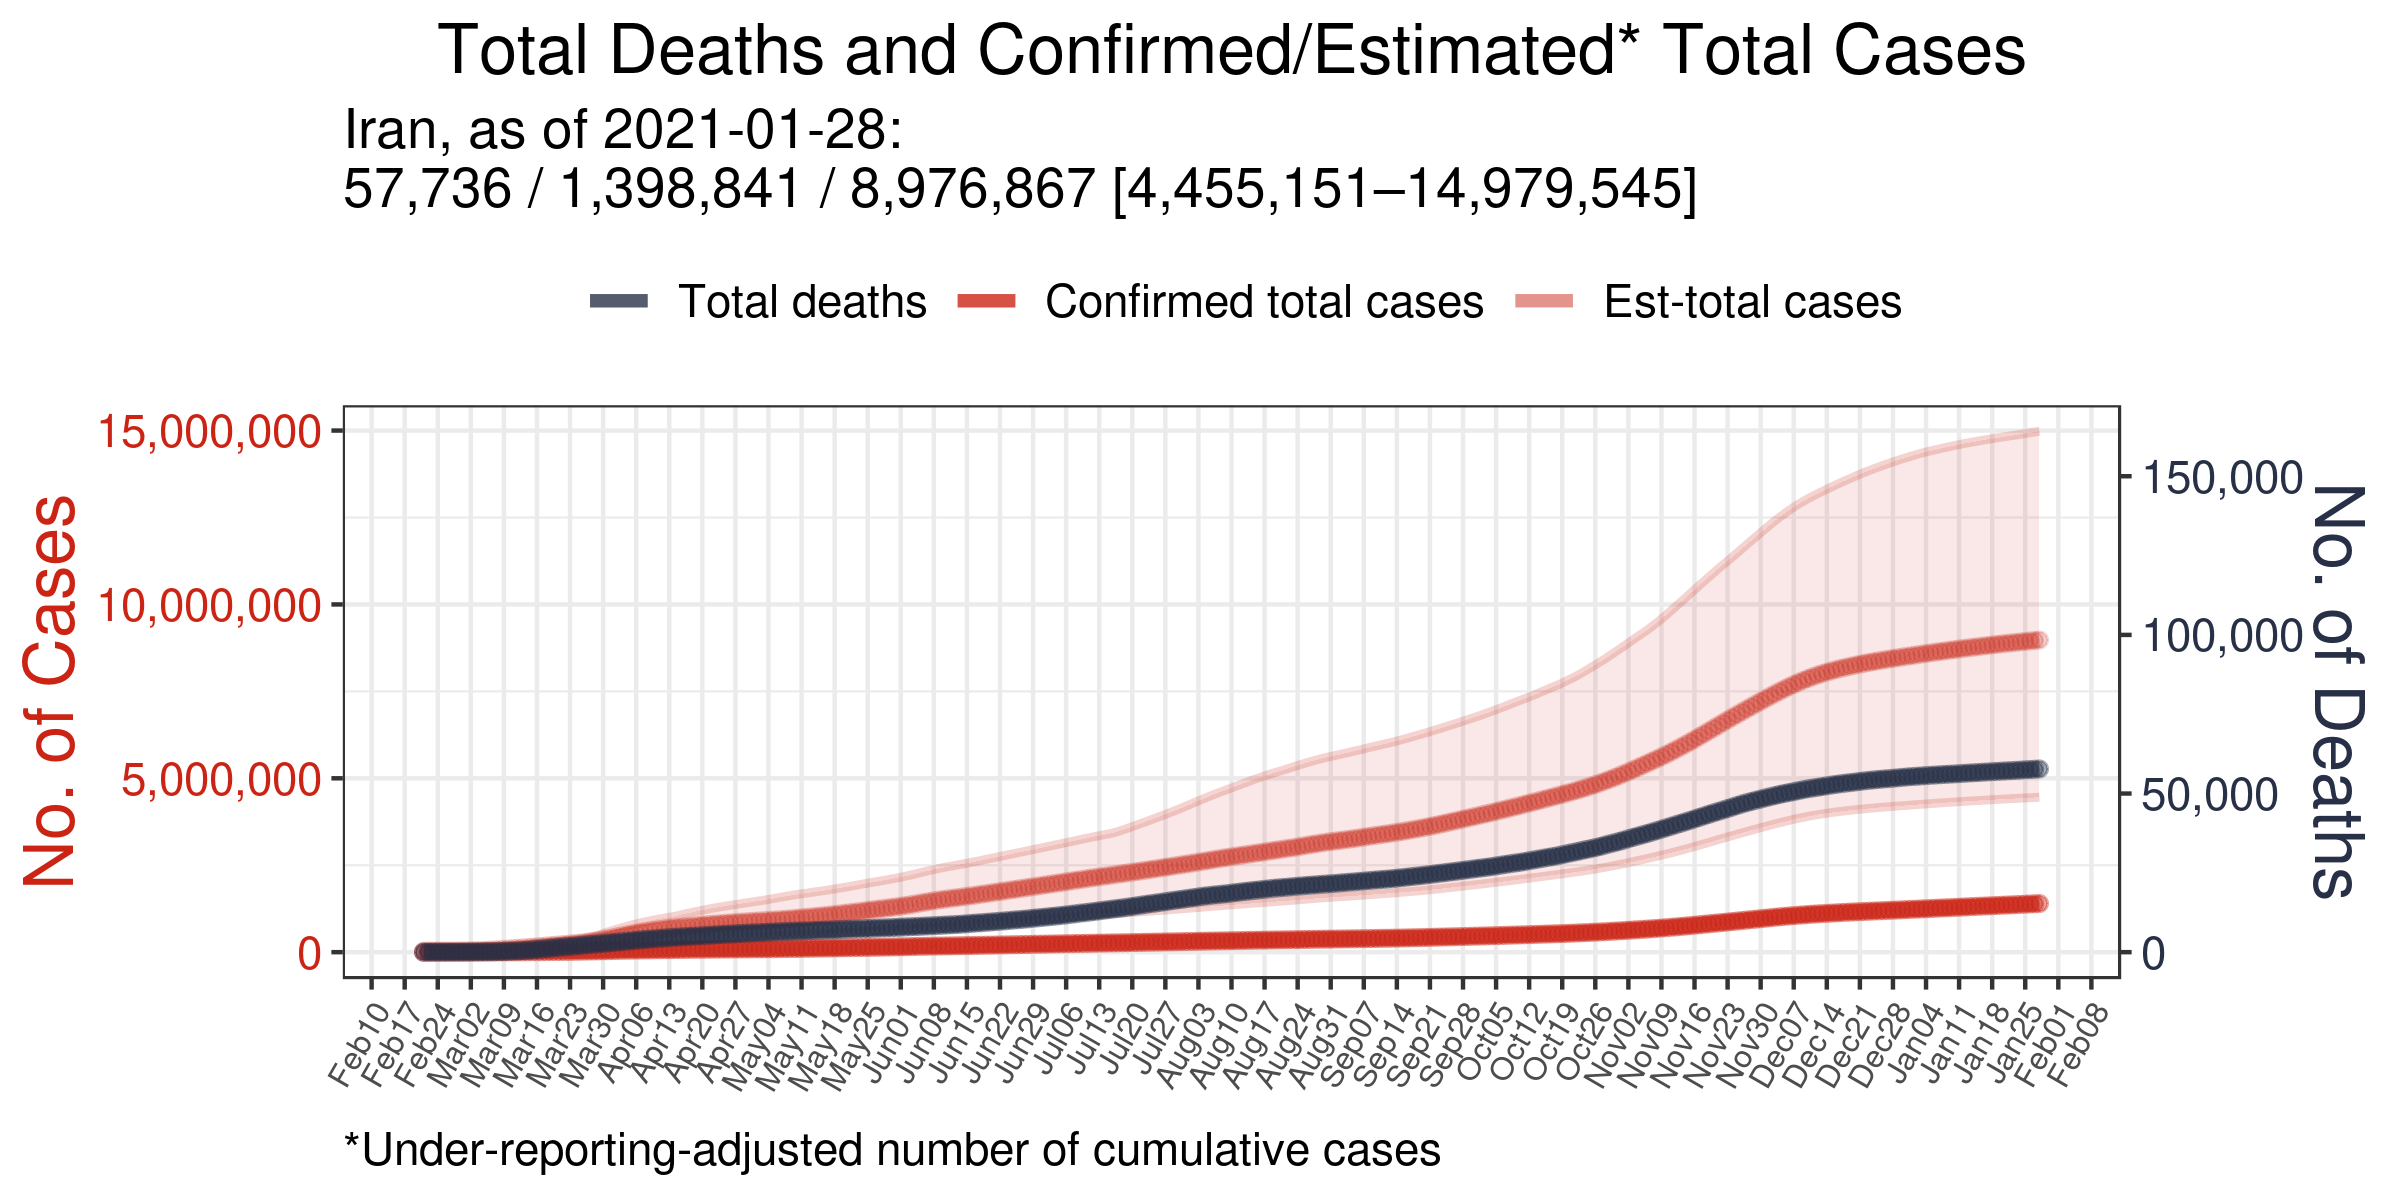 Total Deaths and Confirmed/Estimated* Total Cases
Iran, as of 2021-01-28:
57,736 / 1,398,841 / 8,976,867 [4,455,151–14,979,545]
Total deaths
Confirmed total cases
Est-total cases
No. of Cases
15,000,000
10,000,000
5,000,000
0
150,000
100,000
50,000
0
No. of Deaths
Feb10
Feb17
Feb24
Mar02
Mar09
Mar16
Mar23
Mar30
Apr06
Apr13
Apr20
Apr27
May04
May11
May18
May25
Jun01
Jun08
Jun15
Jun22
Jun29
Jul06
Jul13
Jul20
Jul27
Aug03
Aug10
Aug17
Aug24
Aug31
Sep07
Sep14
Sep21
Sep28
Oct05
Oct12
Oct19
Oct26
Nov02
Nov09
Nov16
Nov23
Nov30
Dec07
Dec14
Dec21
Dec28
Jan04
Jan11
Jan18
Jan25
Feb01
Feb08
*Under-reporting-adjusted number of cumulative cases